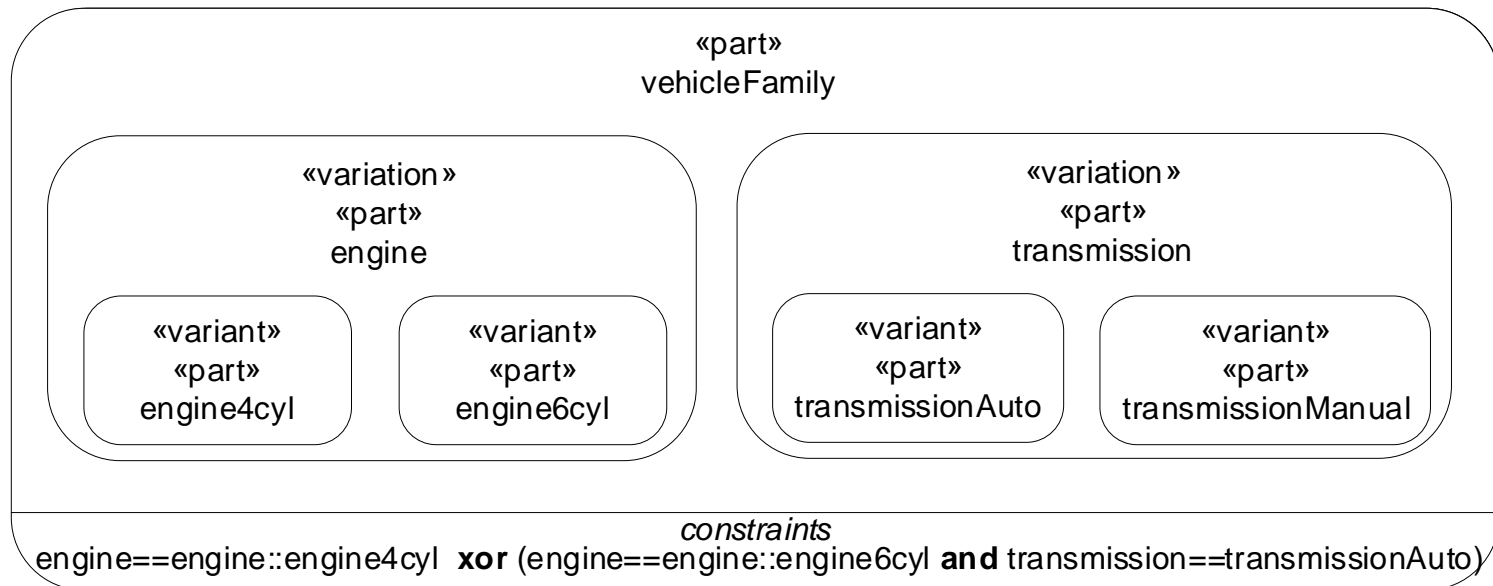 «part»
vehicleFamily
«variation»
«part»
engine
«variant»
«part»
engine4cyl
«variant»
«part»
engine6cyl
«variation»
«part»
transmission
«variant»
«part»
transmissionAuto
«variant»
«part»
transmissionManual
constraints
engine==engine::engine4cyl xor (engine==engine::engine6cyl and transmission==transmissionAuto)